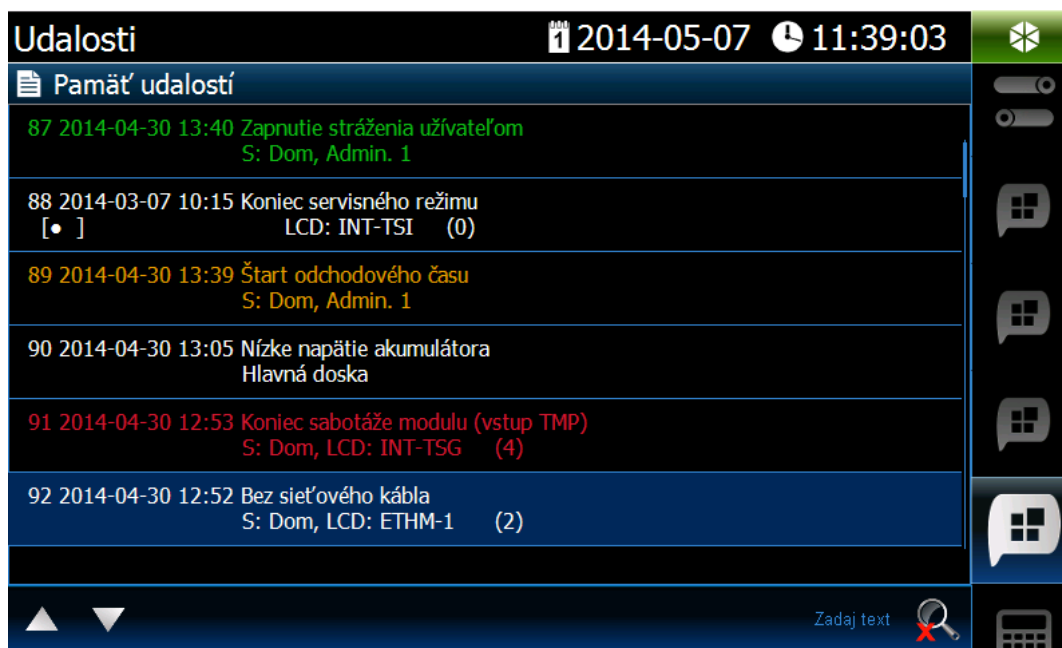 Udalosti 2014-05-07 11:39:03
Pamäť udalostí
87 2014-04-30 13:40 Zapnutie stráženia užívateľom
S: Dom, Admin. 1
88 2014-03-07 10:15 Koniec servisného režimu
[• ] LCD: INT-TSI (0)
89 2014-04-30 13:39 Štart odchodového času
S: Dom, Admin. 1
90 2014-04-30 13:05 Nízke napätie akumulátora
Hlavná doska
91 2014-04-30 12:53 Koniec sabotáže modulu (vstup TMP)
S: Dom, LCD: INT-TSG (4)
92 2014-04-30 12:52 Bez sieťového kábla
S: Dom, LCD: ETHM-1 (2)
Zadaj text